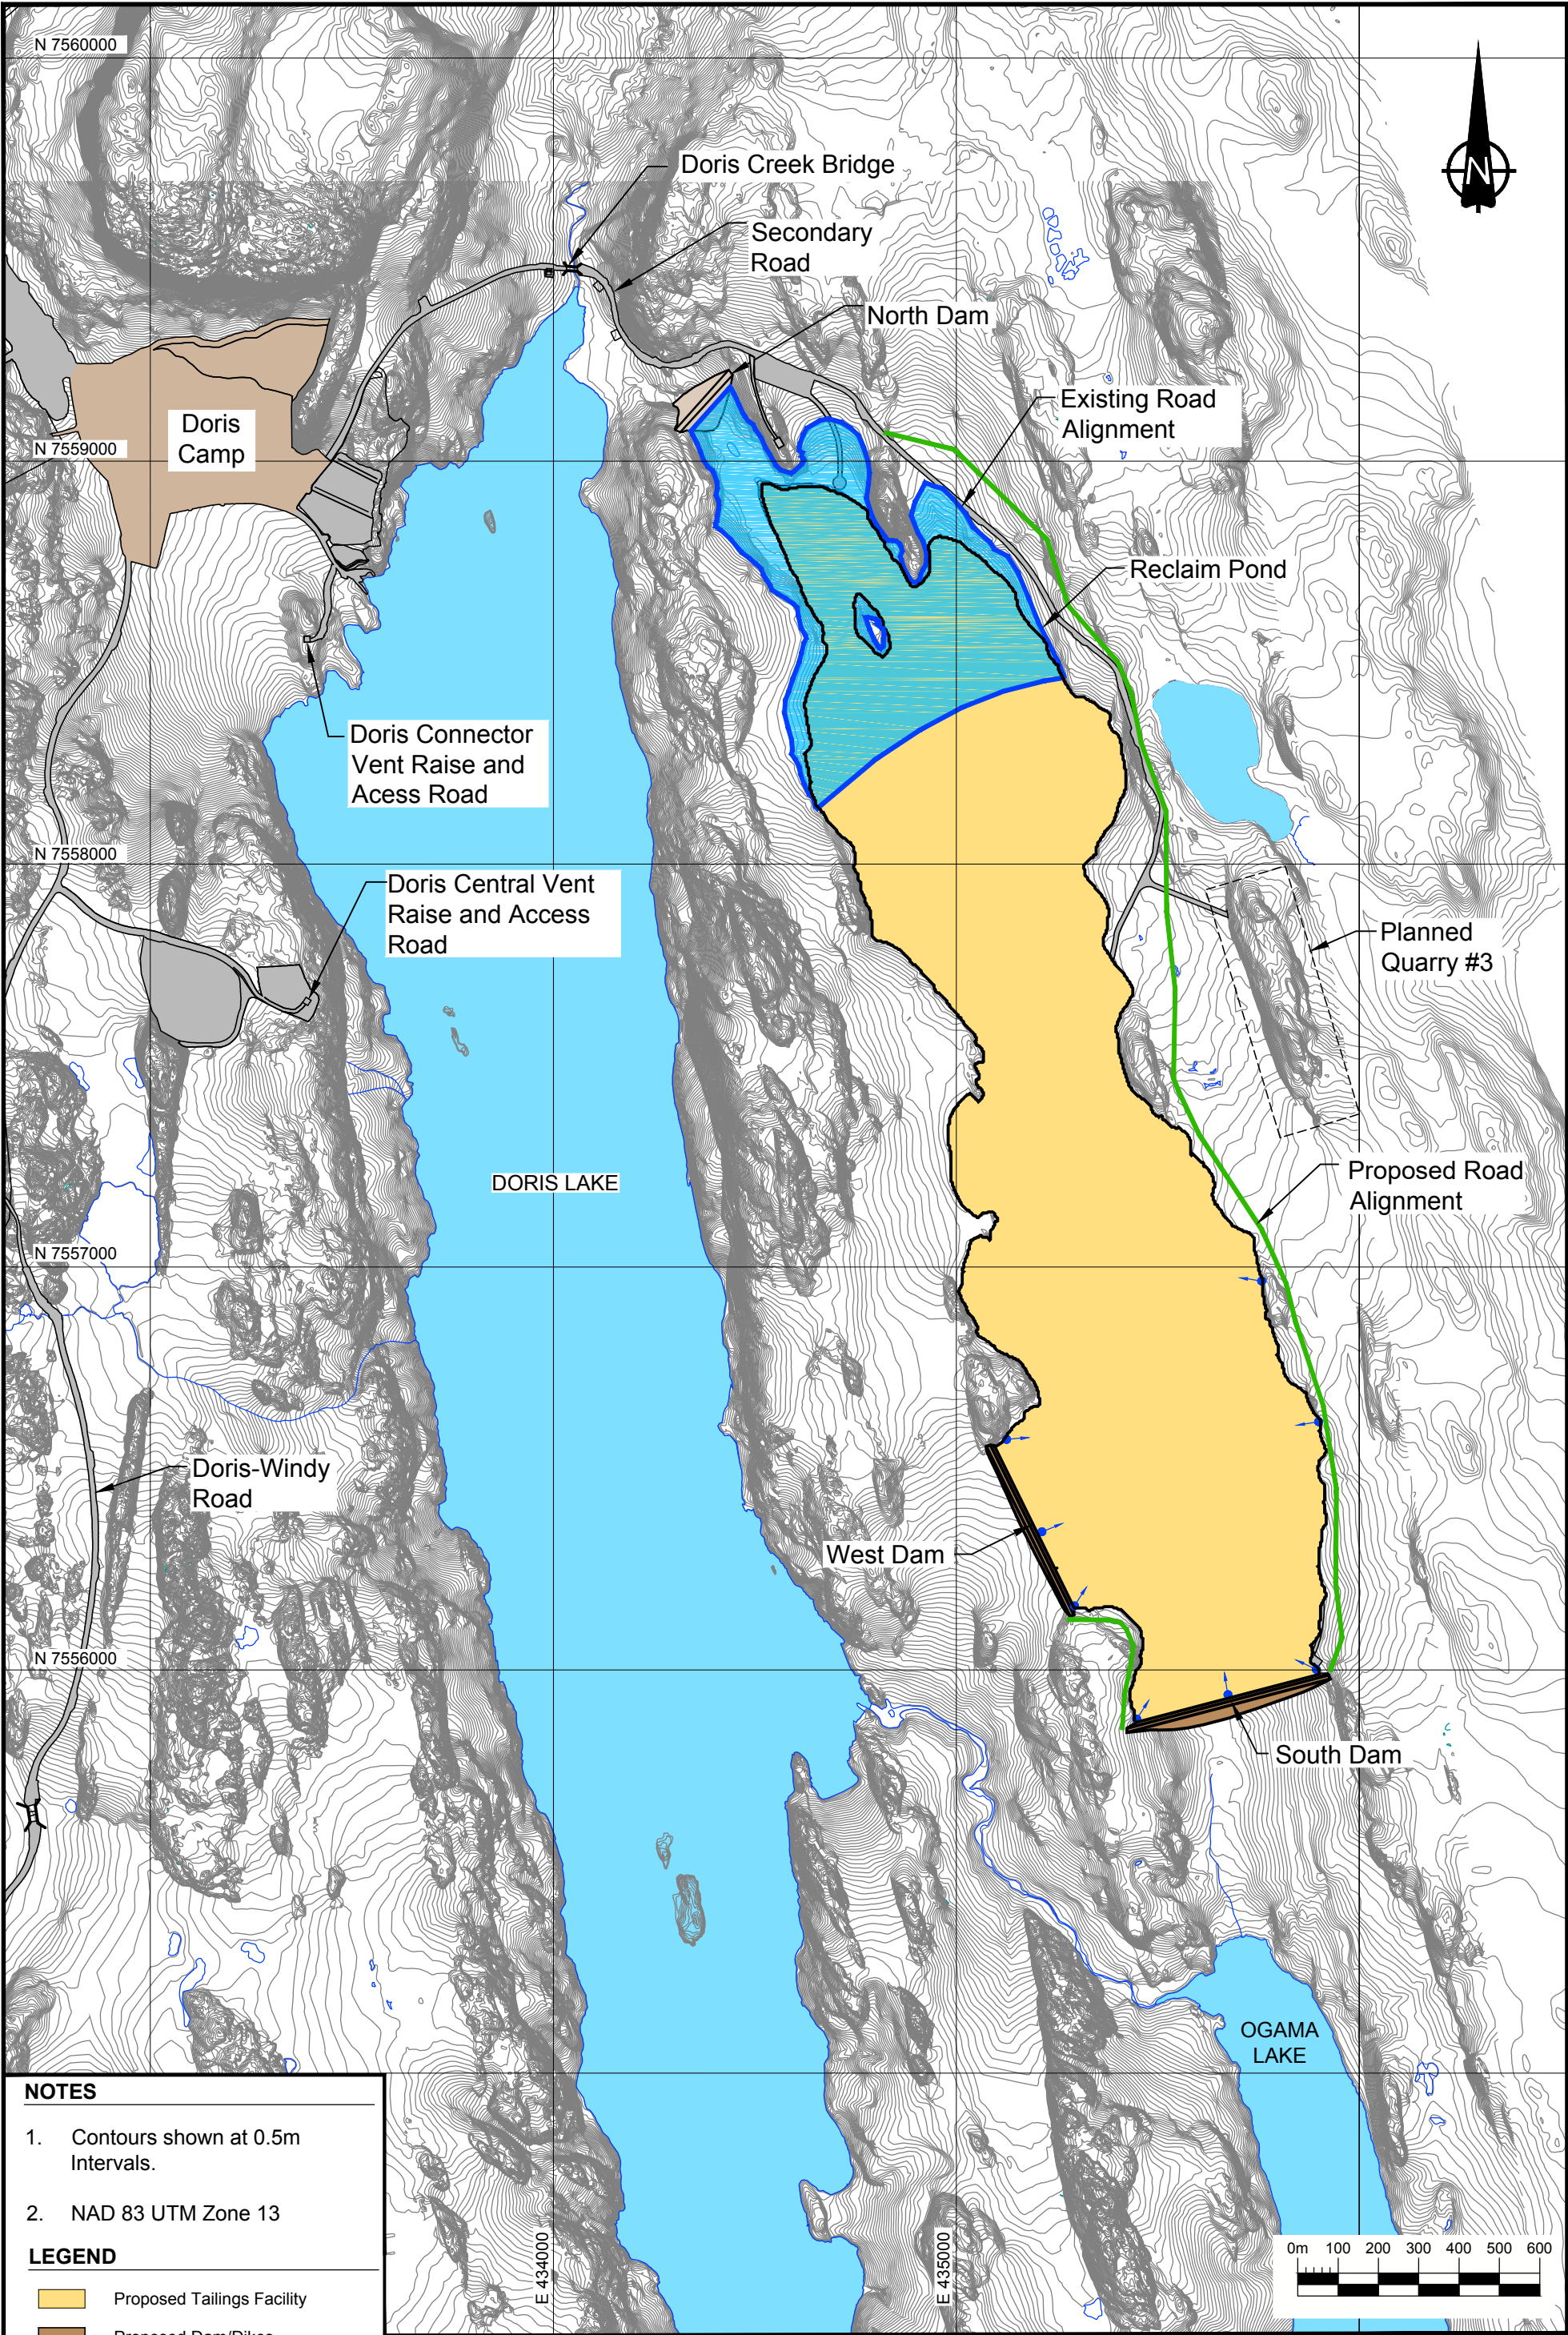 N 7560000
N
Doris Creek Bridge
Secondary
Road
North Dam
Existing Road
Alignment
Doris
Camp
N 7559000
Reclaim Pond
Doris Connector
Vent Raise and
Acess Road
N 7558000
Doris Central Vent
Raise and Access
Road
Planned
Quarry #3
DORIS LAKE
Proposed Road
Alignment
N 7557000
Doris-Windy
Road
West Dam
N 7556000
South Dam
OGAMA
LAKE
NOTES
1. Contours shown at 0.5m
Intervals.
2. NAD 83 UTM Zone 13
LEGEND
Proposed Tailings Facility
Proposed Dam/Dikes
E 434000
E 435000
0m 100 200 300 400 500 600